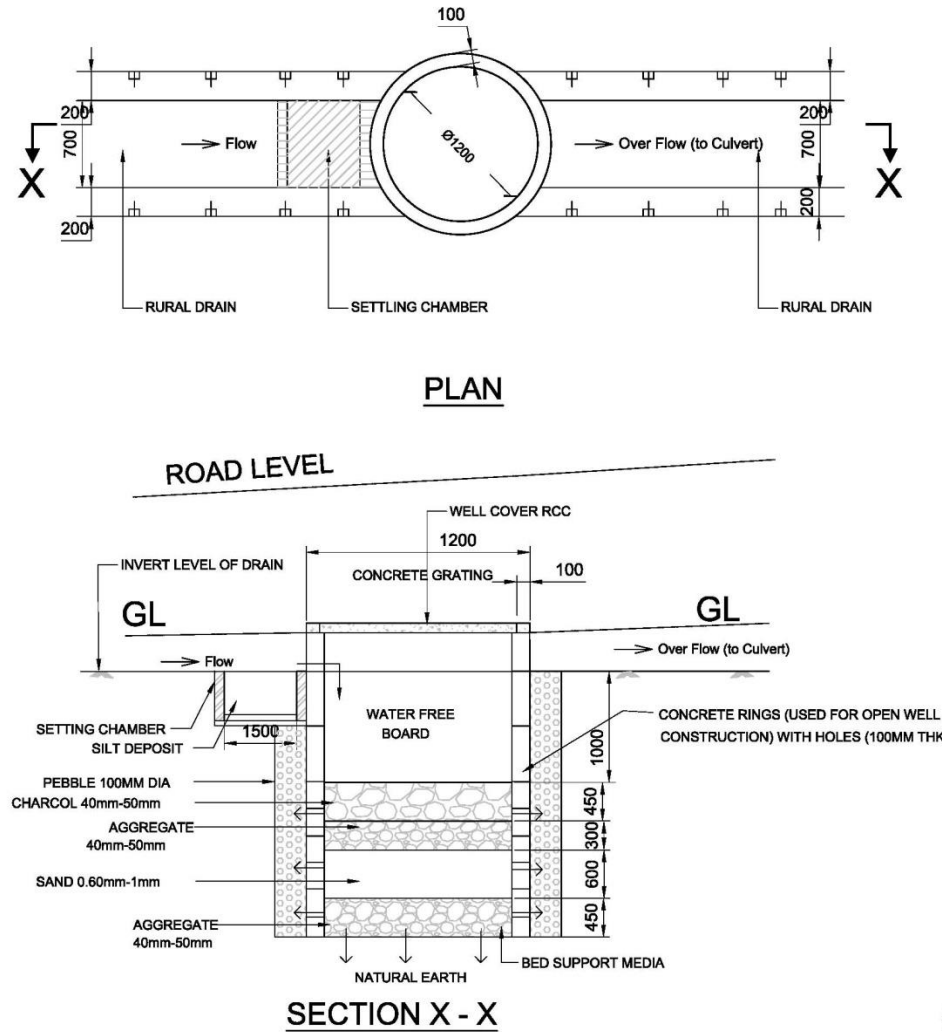 100
200
700
200
X
Flow
Ø1200
Over Flow (to Culvert)
200
700
200
X
RURAL DRAIN
SETTLING CHAMBER
RURAL DRAIN
PLAN
ROAD LEVEL
WELL COVER RCC
1200
INVERT LEVEL OF DRAIN
CONCRETE GRATING
100
GL
GL
Flow
Over Flow (to Culvert)
WATER FREE
BOARD
SETTING CHAMBER
SILT DEPOSIT
1500
1000
CONCRETE RINGS (USED FOR OPEN WELL
CONSTRUCTION) WITH HOLES (100MM THK
PEBBLE 100MM DIA
CHARCOL 40mm-50mm
450
AGGREGATE
40mm-50mm
300
SAND 0.60mm-1mm
600
AGGREGATE
40mm-50mm
450
BED SUPPORT MEDIA
NATURAL EARTH
SECTION X - X